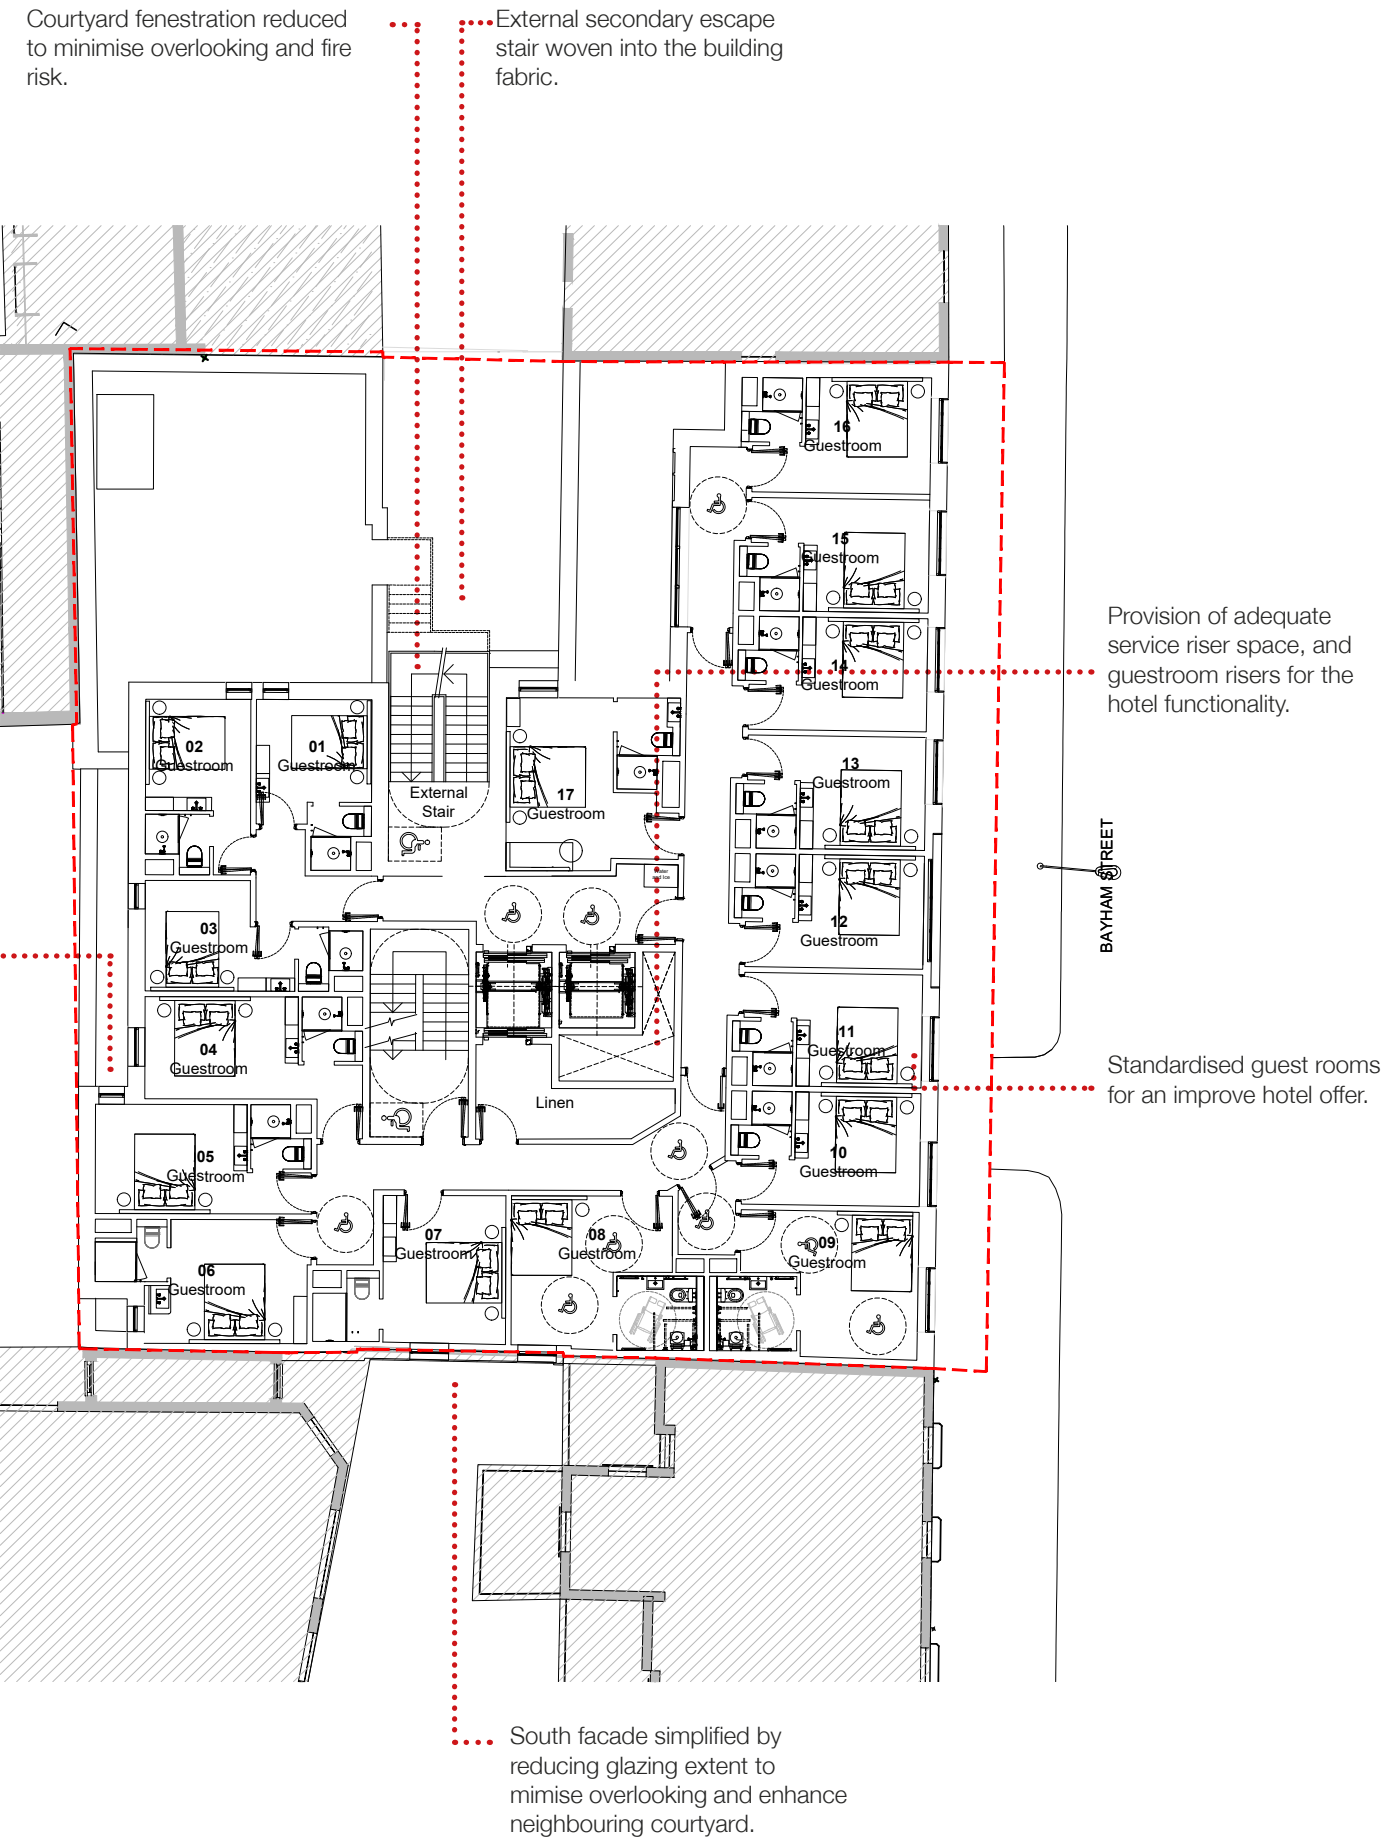 Courtyard fenestration reduced
to minimise overlooking and fire
risk.
External secondary escape
stair woven into the building
fabric.
16
Guestroom
15
Guestroom
14
Guestroom
13
Guestroom
12
Guestroom
11
Guestroom
10
Guestroom
09
Guestroom
08
Guestroom
07
Guestroom
06
Guestroom
05
Guestroom
04
Guestroom
03
Guestroom
02
Guestroom
01
Guestroom
17
Guestroom
External
Stair
Water
and Ice
Linen
BAYHAM STREET
Provision of adequate
service riser space, and
guestroom risers for the
hotel functionality.
Standardised guest rooms
for an improve hotel offer.
South facade simplified by
reducing glazing extent to
mimise overlooking and enhance
neighbouring courtyard.